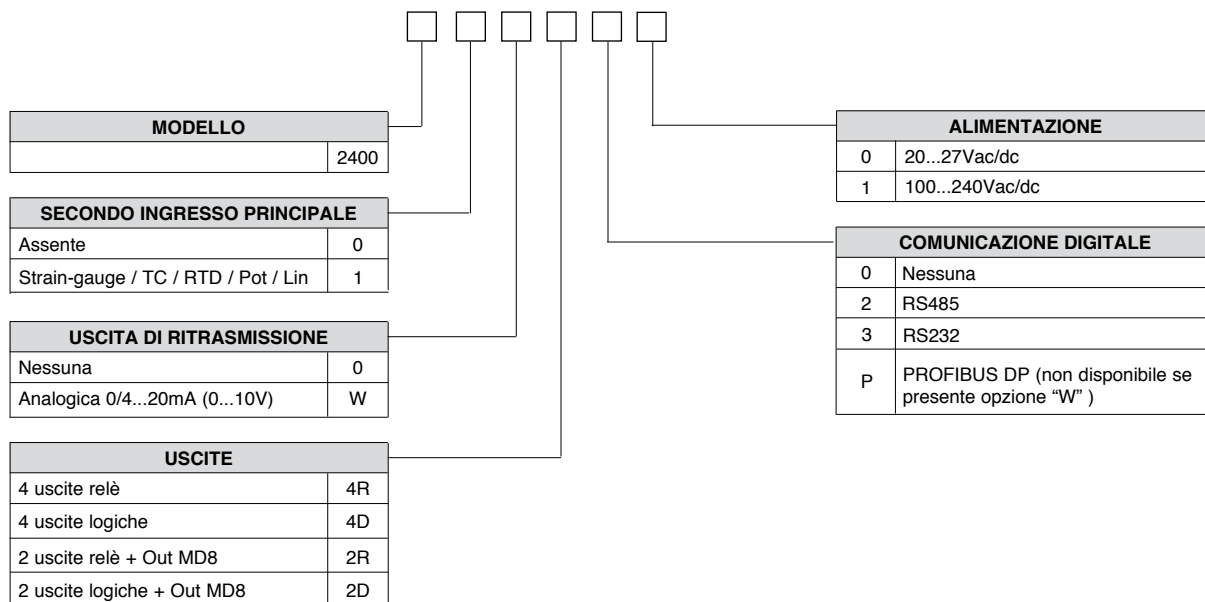 MODELLO
2400
SECONDO INGRESSO PRINCIPALE
Assente 0
Strain-gauge / TC / RTD / Pot / Lin 1
USCITA DI RITRASMISSIONE
Nessuna 0
Analogica 0/4...20mA (0...10V) W
USCITE
4 uscite relè 4R
4 uscite logiche 4D
2 uscite relè + Out MD8 2R
2 uscite logiche + Out MD8 2D
ALIMENTAZIONE
0 20...27Vac/dc
1 100...240Vac/dc
COMUNICAZIONE DIGITALE
0 Nessuna
2 RS485
3 RS232
P PROFIBUS DP (non disponibile se
presente opzione “W” )